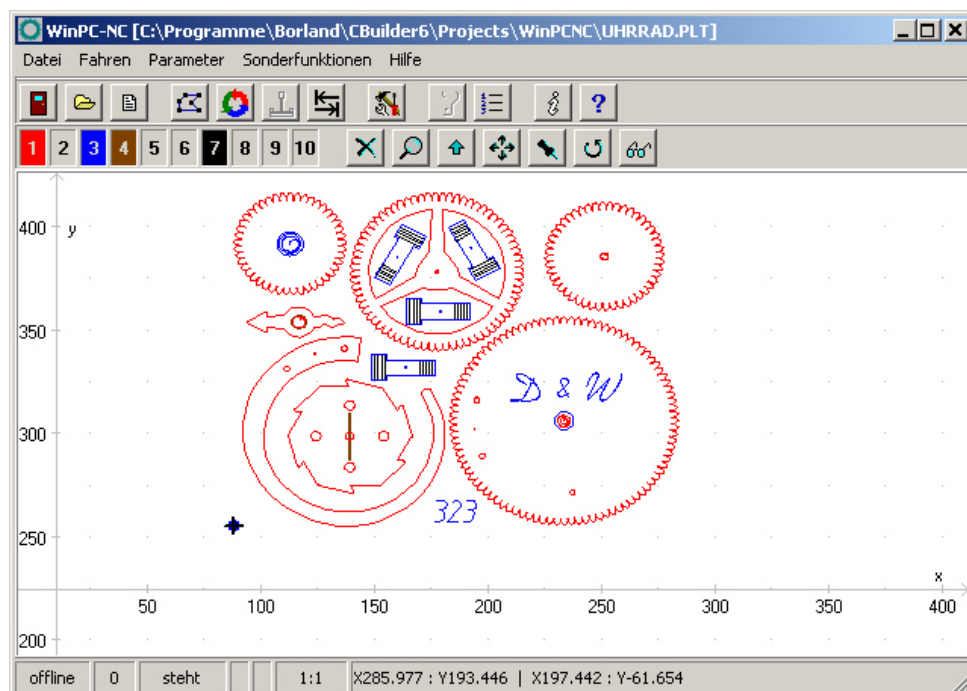 WinPC-NC [C:\Programme\Borland\CBuilder6\Projects\WinPCNC\UHRRAD.PLT]
Datei Fahren Parameter Sonderfunktionen Hilfe
1 2 3 4 5 6 7 8 9 10
400
y
350
D & W
300
323
250
x
50 100 150 200 250 300 350 400
200
offline 0 steht 1:1 X285.977 : Y193.446 | X197.442 : Y-61.654